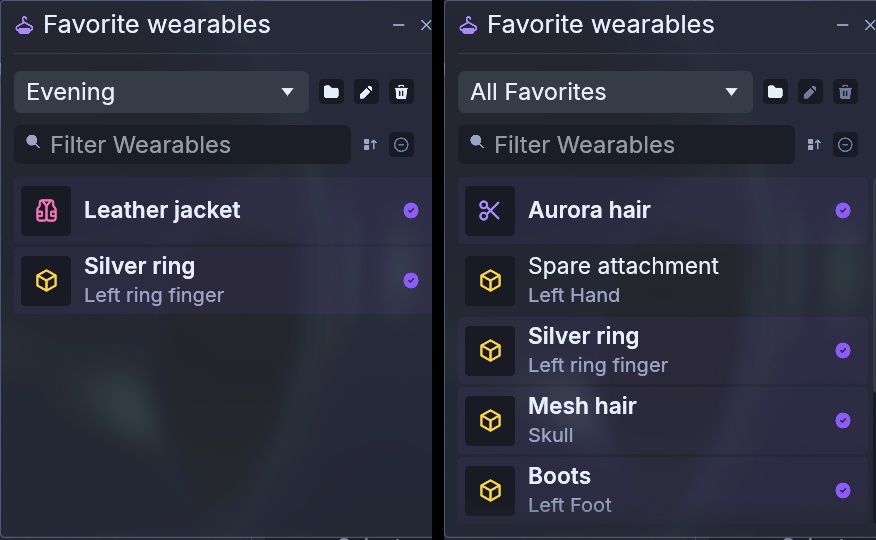 Favorite wearables
Evening
Filter Wearables
Leather jacket
Silver ring
Left ring finger
Favorite wearables
All Favorites
Filter Wearables
Aurora hair
Spare attachment
Left Hand
Silver ring
Left ring finger
Mesh hair
Skull
Boots
Left Foot